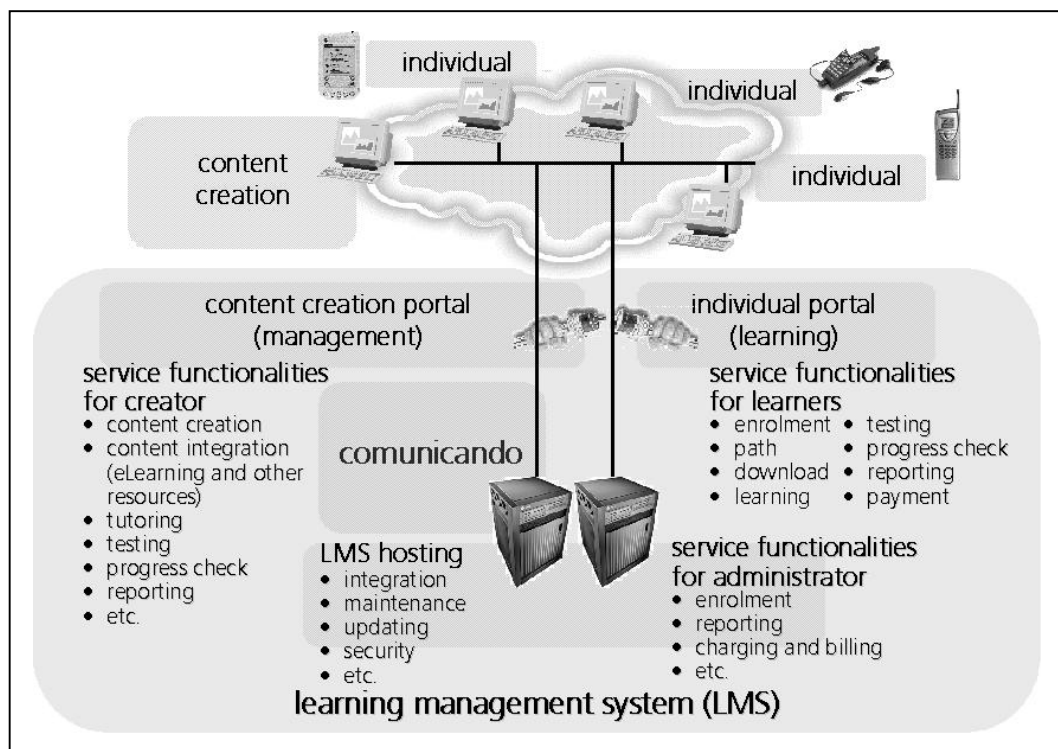 individual
individual
content
creation
individual
content creation portal
(management)
individual portal
(learning)
service functionalities
for creator
• content creation
• content integration
(eLearning and other
resources)
• tutoring
• testing
• progress check
• reporting
• etc.
comunicando
service functionalities
for learners
• enrolment
• path
• download
• learning
• testing
• progress check
• reporting
• payment
LMS hosting
• integration
• maintenance
• updating
• security
• etc.
service functionalities
for administrator
• enrolment
• reporting
• charging and billing
• etc.
learning management system (LMS)